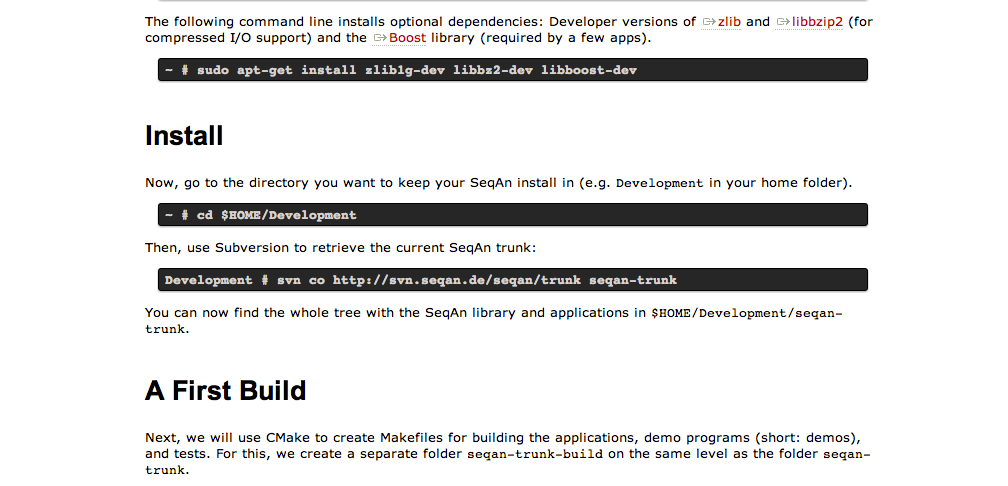 The following command line installs optional dependencies: Developer versions of zlib and libbzip2 (for
compressed I/O support) and the Boost library (required by a few apps).
~ # sudo apt-get install zlib1g-dev libbz2-dev libboost-dev
Install
Now, go to the directory you want to keep your SeqAn install in (e.g. Development in your home folder).
~ # cd $HOME/Development
Then, use Subversion to retrieve the current SeqAn trunk:
Development # svn co http://svn.seqan.de/seqan/trunk seqan-trunk
You can now find the whole tree with the SeqAn library and applications in $HOME/Development/seqan-
trunk.
A First Build
Next, we will use CMake to create Makefiles for building the applications, demo programs (short: demos),
and tests. For this, we create a separate folder seqan-trunk-build on the same level as the folder seqan-
trunk.